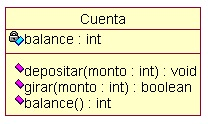 Cuenta
balance : int
depositar(monto : int) : void
girar(monto : int) : boolean
balance() : int